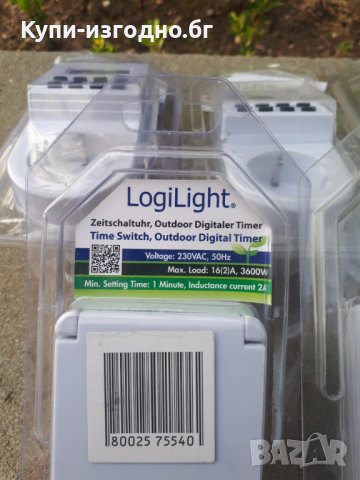 Купи-изгодно.бг
LogiLight®
Zeitschaltuhr, Outdoor Digitaler Timer
Time Switch, Outdoor Digital Timer
Voltage: 230VAC, 50Hz
Max. Load: 16(2)A, 3600W
Min. Setting Time: 1 Minute, Inductance current 2A
80025 75540
BAZAR